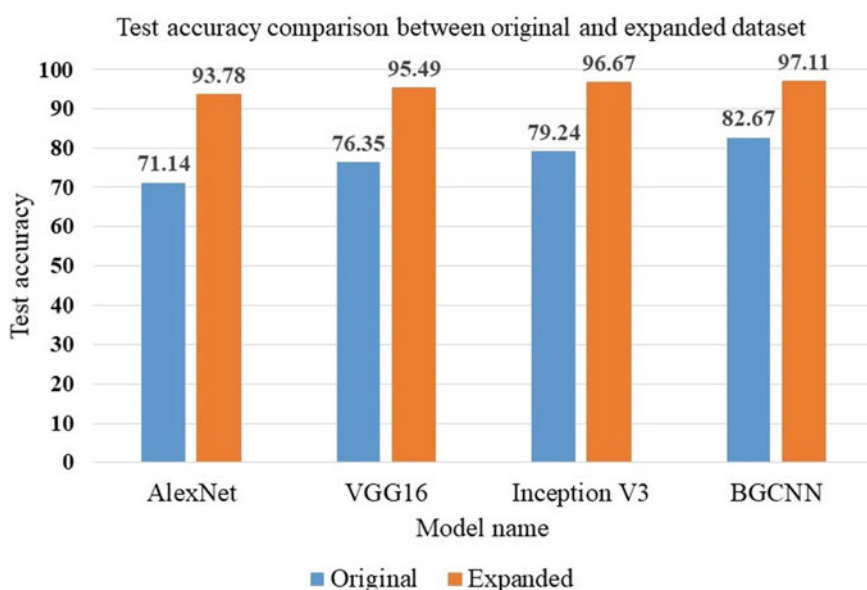 Test accuracy comparison between original and expanded dataset
100
90
80
70
60
50
40
30
20
10
0
Test accuracy
71.14
93.78
76.35
95.49
79.24
96.67
82.67
97.11
AlexNet
VGG16
Inception V3
BGCNN
Model name
Original
Expanded